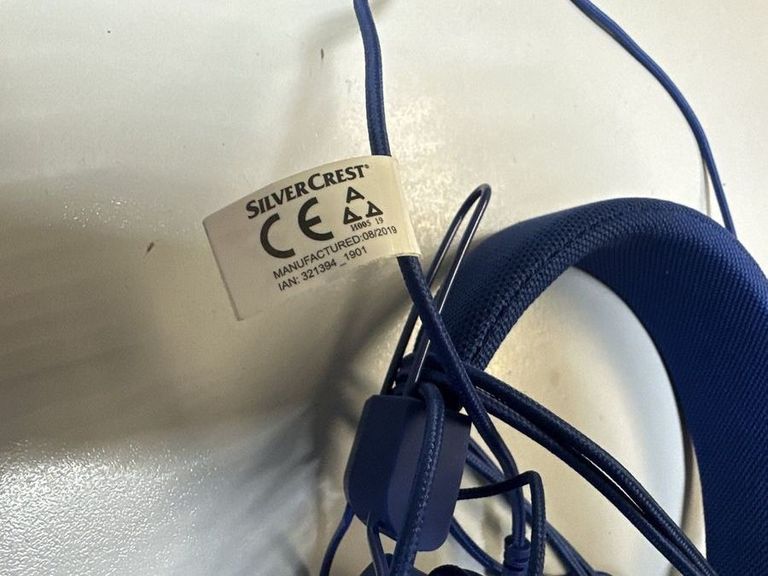 SILVERCREST®
CE
H005 19
MANUFACTURED:08/2019
IAN: 321394_1901